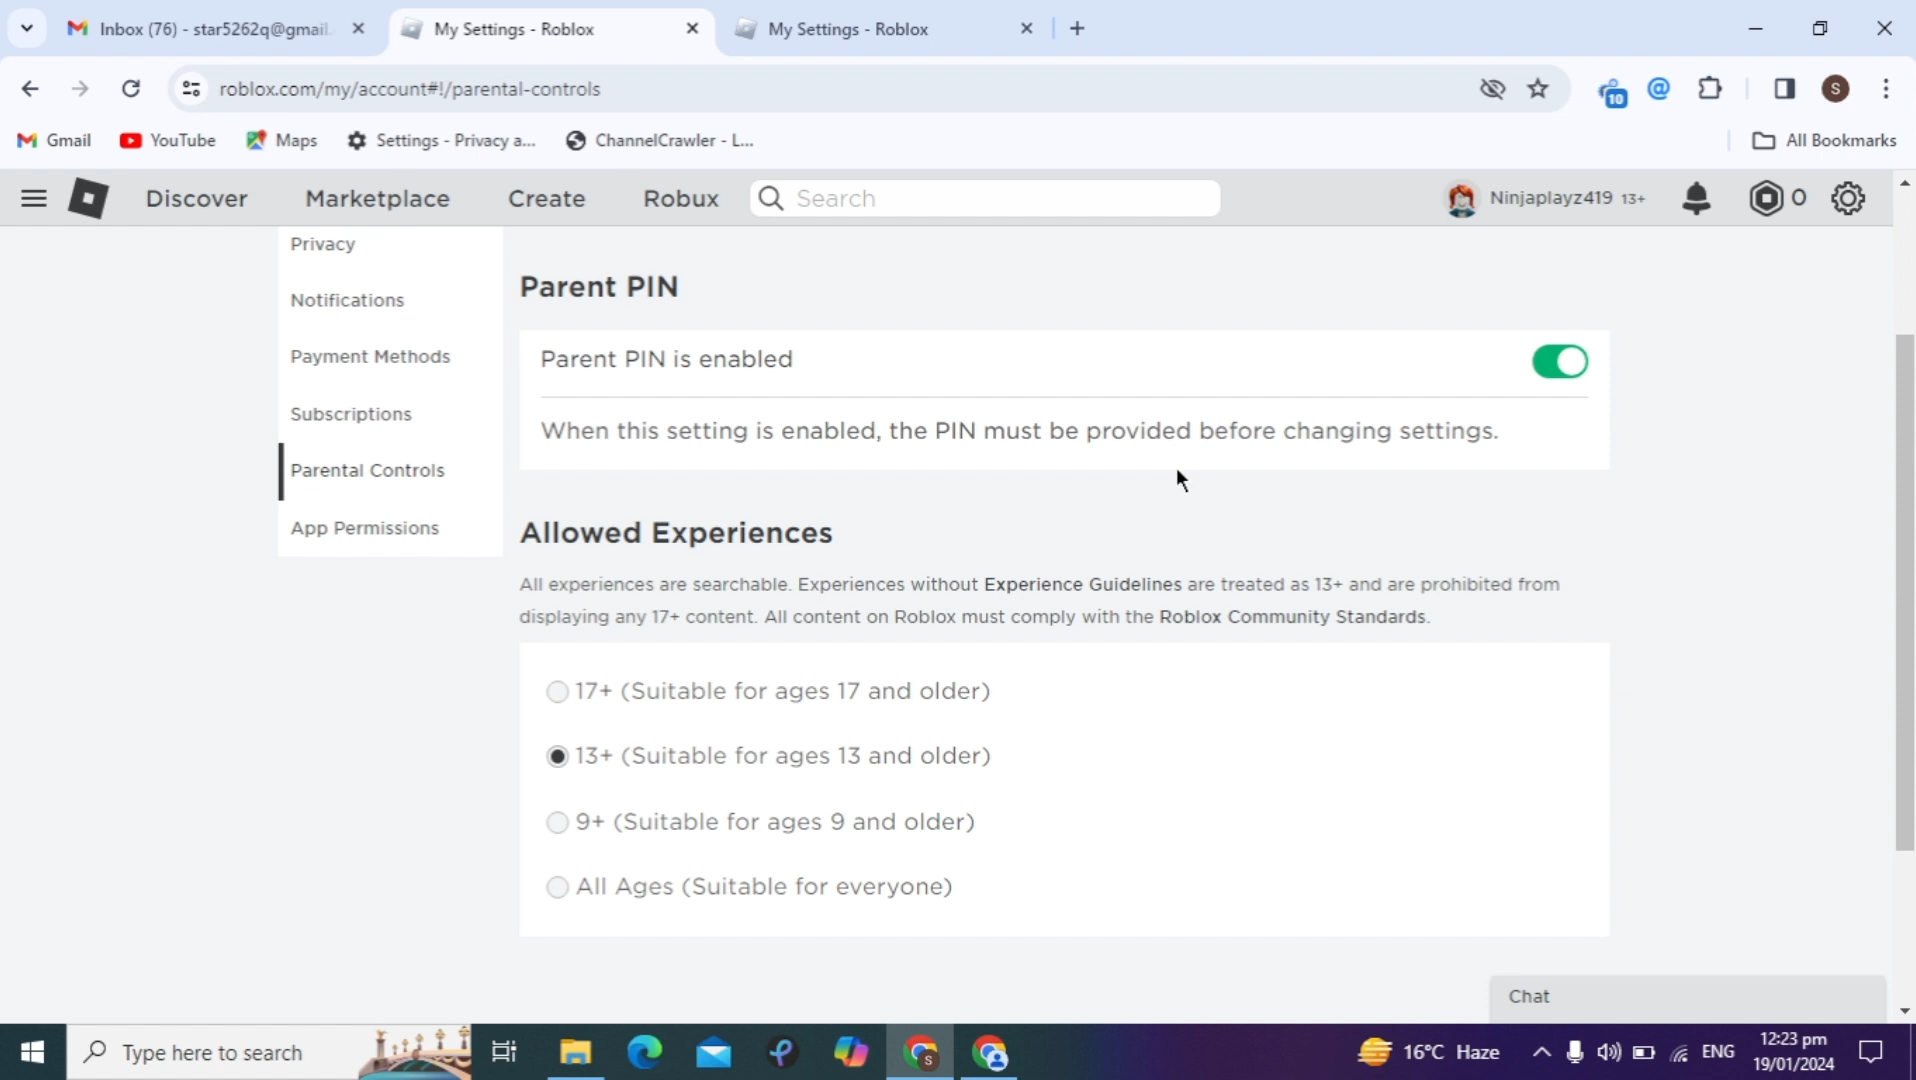 Inbox (76) - star5262q@gmail.
My Settings - Roblox
My Settings - Roblox
roblox.com/my/account#!/parental-controls
10
S
Gmail
YouTube
Maps
Settings - Privacy a...
ChannelCrawler - L...
All Bookmarks
Discover
Marketplace
Create
Robux
Search
Ninjaplayz419 13+
0
Privacy
Notifications
Payment Methods
Subscriptions
Parental Controls
App Permissions
Parent PIN
Parent PIN is enabled
When this setting is enabled, the PIN must be provided before changing settings.
Allowed Experiences
All experiences are searchable. Experiences without Experience Guidelines are treated as 13+ and are prohibited from
displaying any 17+ content. All content on Roblox must comply with the Roblox Community Standards.
17+ (Suitable for ages 17 and older)
13+ (Suitable for ages 13 and older)
9+ (Suitable for ages 9 and older)
All Ages (Suitable for everyone)
Chat
Type here to search
S
16°C Haze
ENG
12:23 pm
19/01/2024